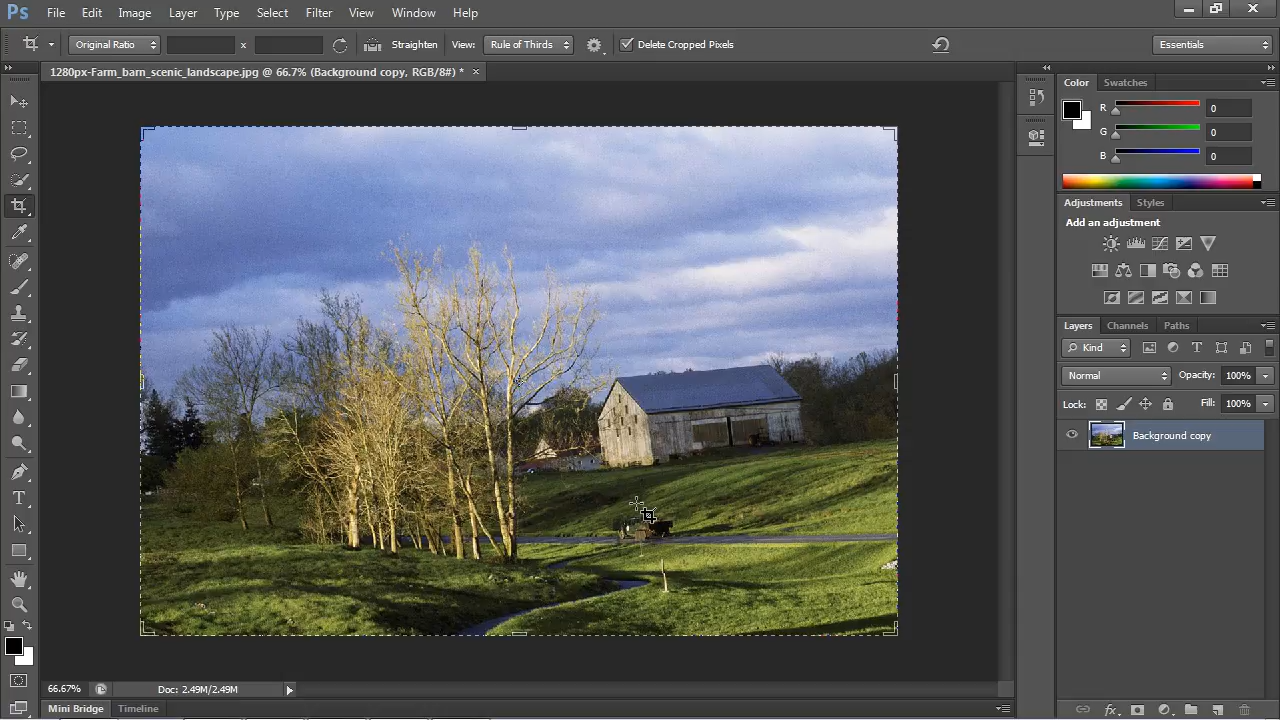 Ps File Edit Image Layer Type Select Filter View Window Help
Original Ratio x Straighten View: Rule of Thirds Delete Cropped Pixels Essentials
1280px-Farm_barn_scenic_landscape.jpg @ 66.7% (Background copy, RGB/8#) * ×
Color Swatches
R 0
G 0
B 0
Adjustments Styles
Add an adjustment
Layers Channels Paths
Kind
Normal Opacity: 100%
Lock: Fill: 100%
Background copy
66.67% Doc: 2.49M/2.49M
Mini Bridge Timeline